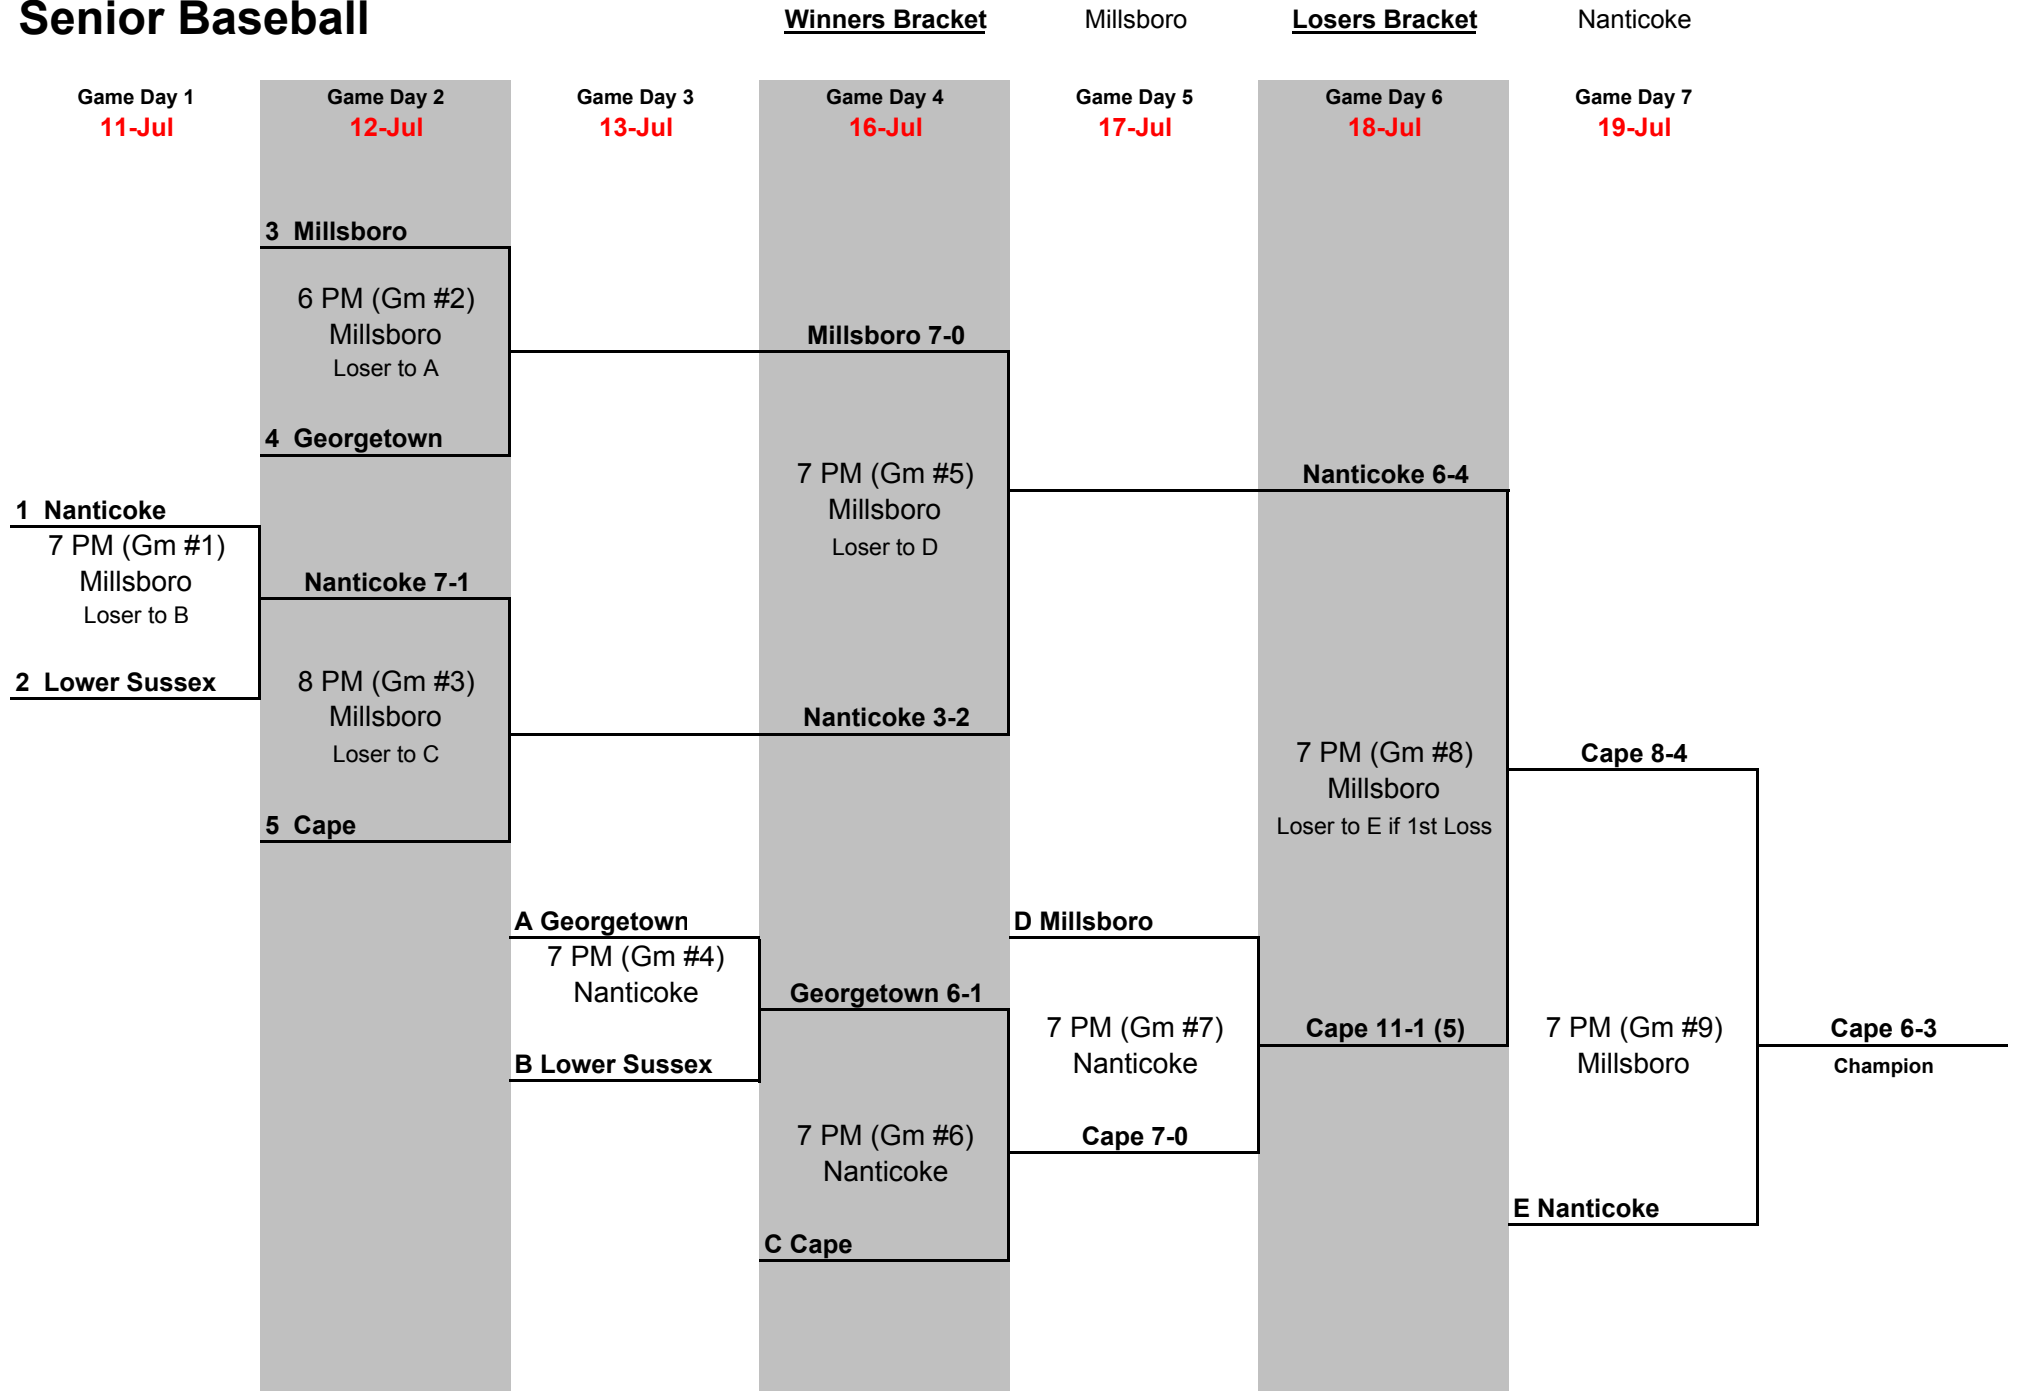 Senior Baseball
Winners Bracket Millsboro Losers Bracket Nanticoke
Game Day 1 Game Day 2 Game Day 3 Game Day 4 Game Day 5 Game Day 6 Game Day 7
11-Jul 12-Jul 13-Jul 16-Jul 17-Jul 18-Jul 19-Jul
3 Millsboro
6 PM (Gm #2)
Millsboro
Loser to A
4 Georgetown
1 Nanticoke
7 PM (Gm #1)
Millsboro
Loser to B
2 Lower Sussex
Nanticoke 7-1
8 PM (Gm #3)
Millsboro
Loser to C
5 Cape
Millsboro 7-0
7 PM (Gm #5)
Millsboro
Loser to D
Nanticoke 3-2
A Georgetown
7 PM (Gm #4)
Nanticoke
B Lower Sussex
Georgetown 6-1
7 PM (Gm #6)
Nanticoke
C Cape
D Millsboro
7 PM (Gm #7)
Nanticoke
Cape 7-0
Nanticoke 6-4
7 PM (Gm #8)
Millsboro
Loser to E if 1st Loss
Cape 11-1 (5)
Cape 8-4
7 PM (Gm #9)
Millsboro
E Nanticoke
Cape 6-3
Champion